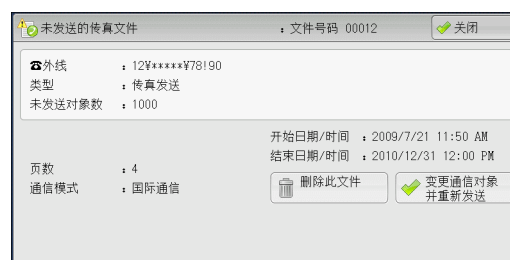 未发送的传真文件 : 文件号码 00012 关闭
☎外线 : 12¥*****¥78!90
类型 : 传真发送
未发送对象数 : 1000
开始日期/时间 : 2009/7/21 11:50 AM
结束日期/时间 : 2010/12/31 12:00 PM
页数 : 4
通信模式 : 国际通信
删除此文件
变更通信对象
并重新发送